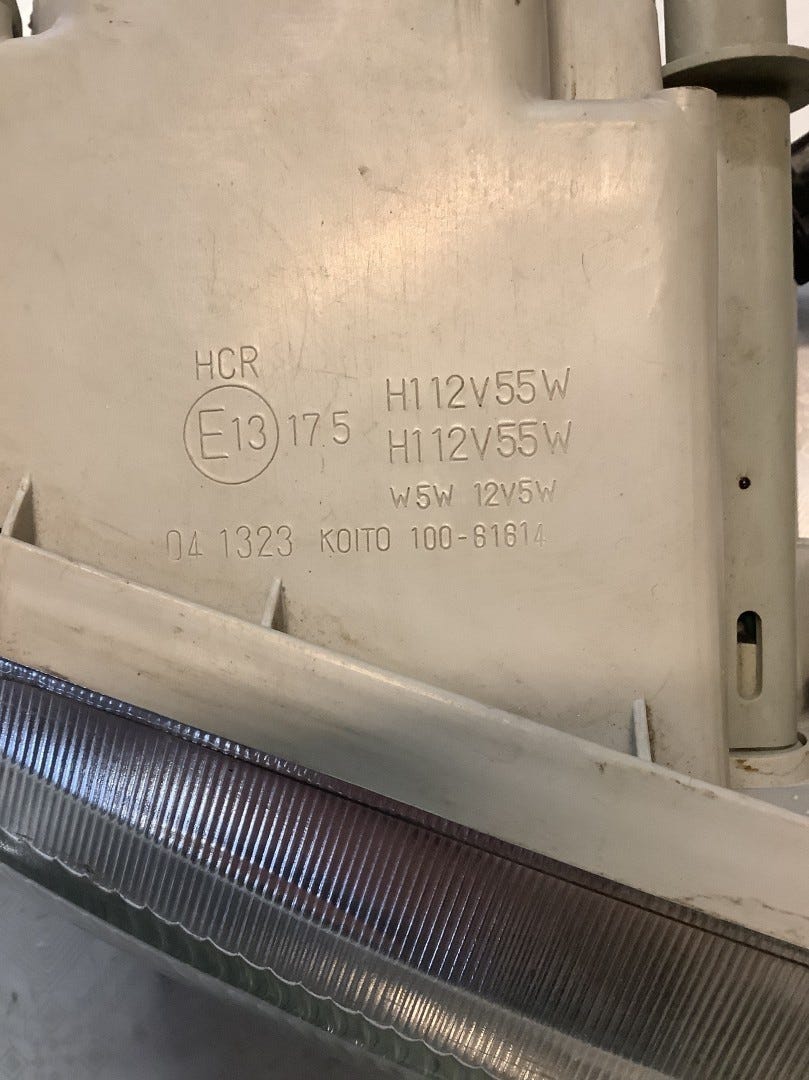 HCR
E13 17.5
H1 12V55W
H1 12V55W
W5W 12V5W
04 1323 KOITO 100-61614